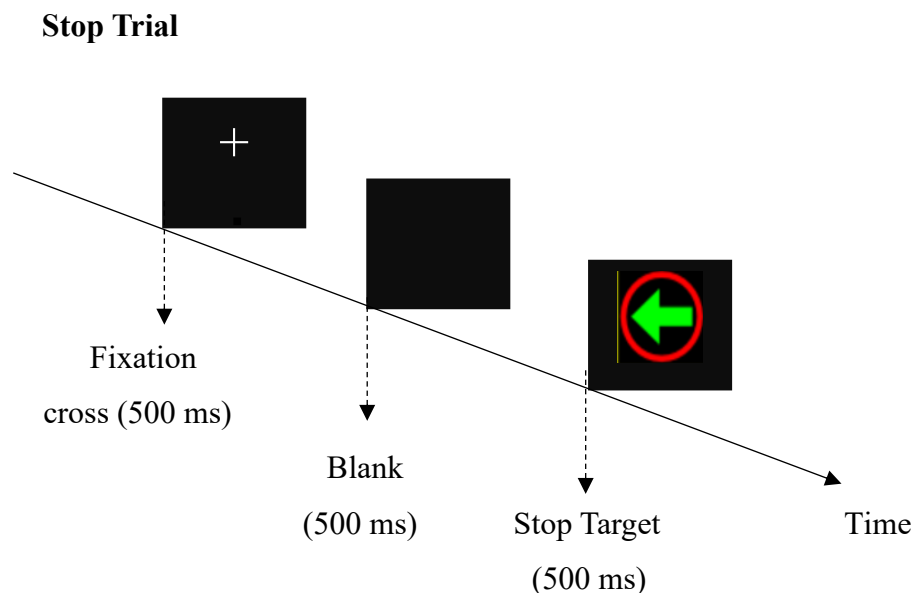 Stop Trial
Fixation
cross (500 ms)
Blank
(500 ms)
Stop Target
(500 ms)
Time